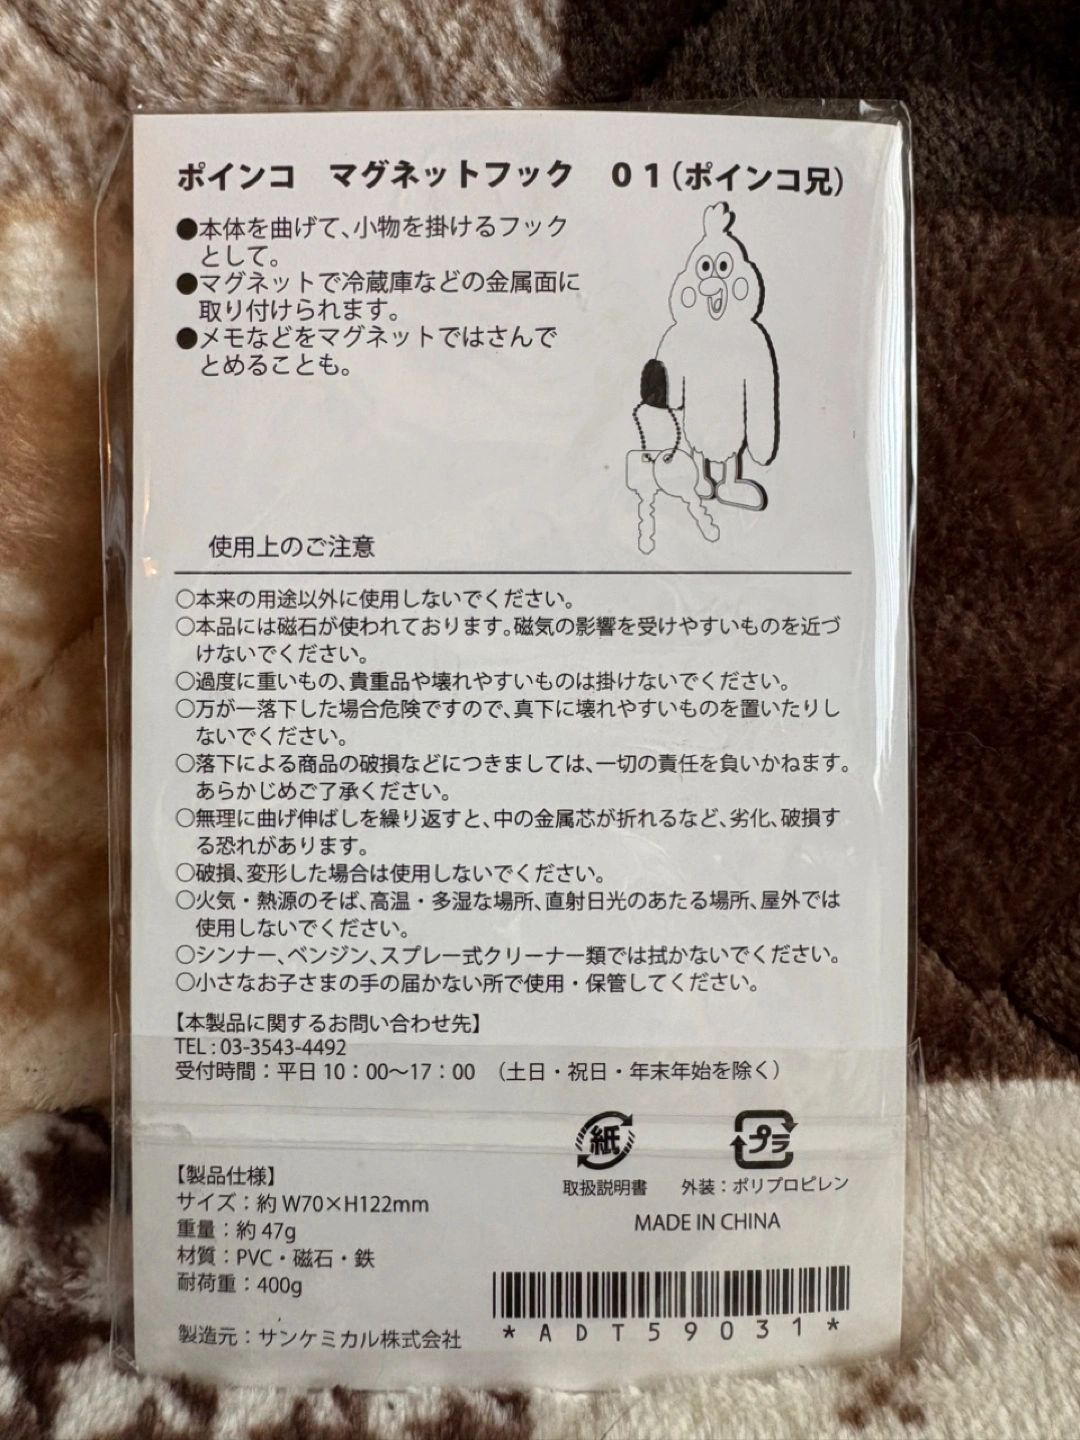 ポインコ　マグネットフック　01(ポインコ兄)
●本体を曲げて、小物を掛けるフック
として。
●マグネットで冷蔵庫などの金属面に
取り付けられます。
●メモなどをマグネットではさんで
とめることも。
使用上のご注意
○本来の用途以外に使用しないでください。
○本品には磁石が使われております。磁気の影響を受けやすいものを近づ
けないでください。
○過度に重いもの、貴重品や壊れやすいものは掛けないでください。
○万が一落下した場合危険ですので、真下に壊れやすいものを置いたりし
ないでください。
○落下による商品の破損などにつきましては、一切の責任を負いかねます。
あらかじめご了承ください。
○無理に曲げ伸ばしを繰り返すと、中の金属芯が折れるなど、劣化、破損す
る恐れがあります。
○破損、変形した場合は使用しないでください。
○火気・熱源のそば、高温・多湿な場所、直射日光のあたる場所、屋外では
使用しないでください。
○シンナー、ベンジン、スプレー式クリーナー類では拭かないでください。
○小さなお子さまの手の届かない所で使用・保管してください。
【本製品に関するお問い合わせ先】
TEL：03-3543-4492
受付時間：平日10：00～17：00　（土日・祝日・年末年始を除く）
紙
プラ
取扱説明書
外装：ポリプロピレン
MADE IN CHINA
【製品仕様】
サイズ：約 W70×H122mm
重量：約 47g
材質：PVC・磁石・鉄
耐荷重：400g
製造元：サンケミカル株式会社
*ADT59031*